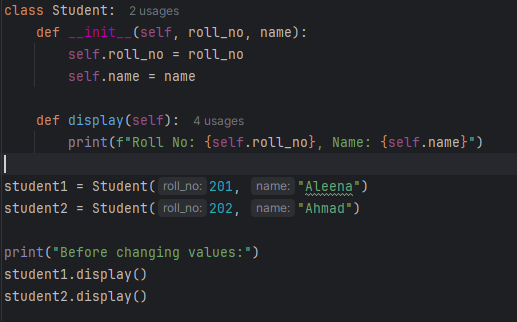 class Student:  2 usages
    def __init__(self, roll_no, name):
        self.roll_no = roll_no
        self.name = name

    def display(self):  4 usages
        print(f"Roll No: {self.roll_no}, Name: {self.name}")

student1 = Student(roll_no: 201, name: "Aleena")
student2 = Student(roll_no: 202, name: "Ahmad")

print("Before changing values:")
student1.display()
student2.display()